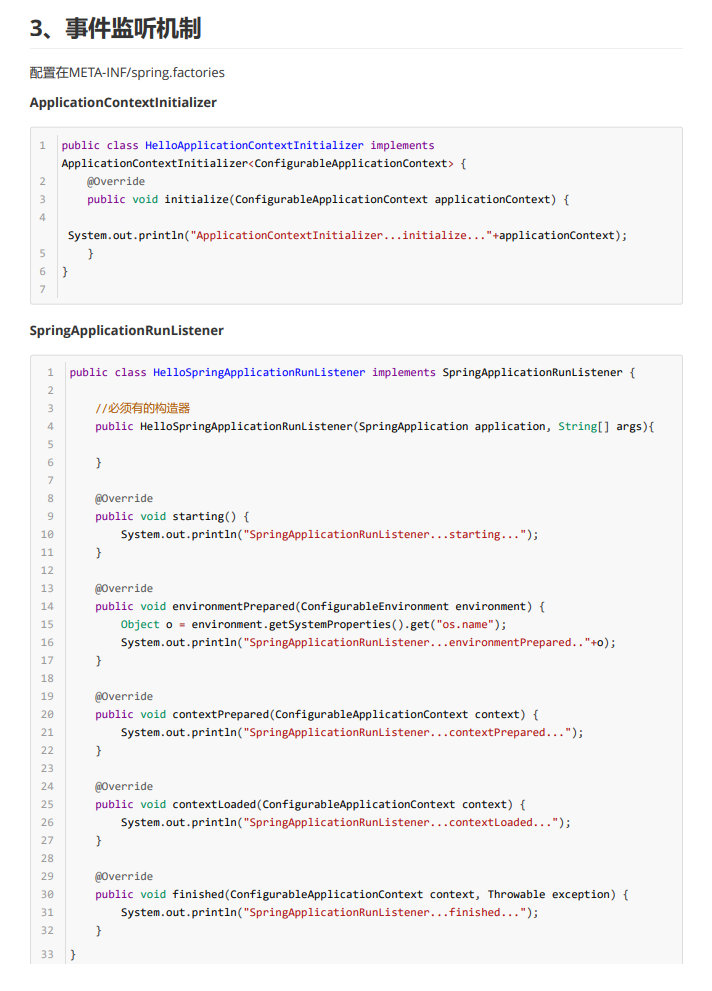 3、事件监听机制
配置在META-INF/spring.factories
ApplicationContextInitializer
1 public class HelloApplicationContextInitializer implements
ApplicationContextInitializer<ConfigurableApplicationContext> {
2     @Override
3     public void initialize(ConfigurableApplicationContext applicationContext) {
4
 System.out.println("ApplicationContextInitializer...initialize..."+applicationContext);
5     }
6 }
7
SpringApplicationRunListener
1 public class HelloSpringApplicationRunListener implements SpringApplicationRunListener {
2
3     //必须有的构造器
4     public HelloSpringApplicationRunListener(SpringApplication application, String[] args){
5
6     }
7
8     @Override
9     public void starting() {
10         System.out.println("SpringApplicationRunListener...starting...");
11     }
12
13     @Override
14     public void environmentPrepared(ConfigurableEnvironment environment) {
15         Object o = environment.getSystemProperties().get("os.name");
16         System.out.println("SpringApplicationRunListener...environmentPrepared.."+o);
17     }
18
19     @Override
20     public void contextPrepared(ConfigurableApplicationContext context) {
21         System.out.println("SpringApplicationRunListener...contextPrepared...");
22     }
23
24     @Override
25     public void contextLoaded(ConfigurableApplicationContext context) {
26         System.out.println("SpringApplicationRunListener...contextLoaded...");
27     }
28
29     @Override
30     public void finished(ConfigurableApplicationContext context, Throwable exception) {
31         System.out.println("SpringApplicationRunListener...finished...");
32     }
33 }